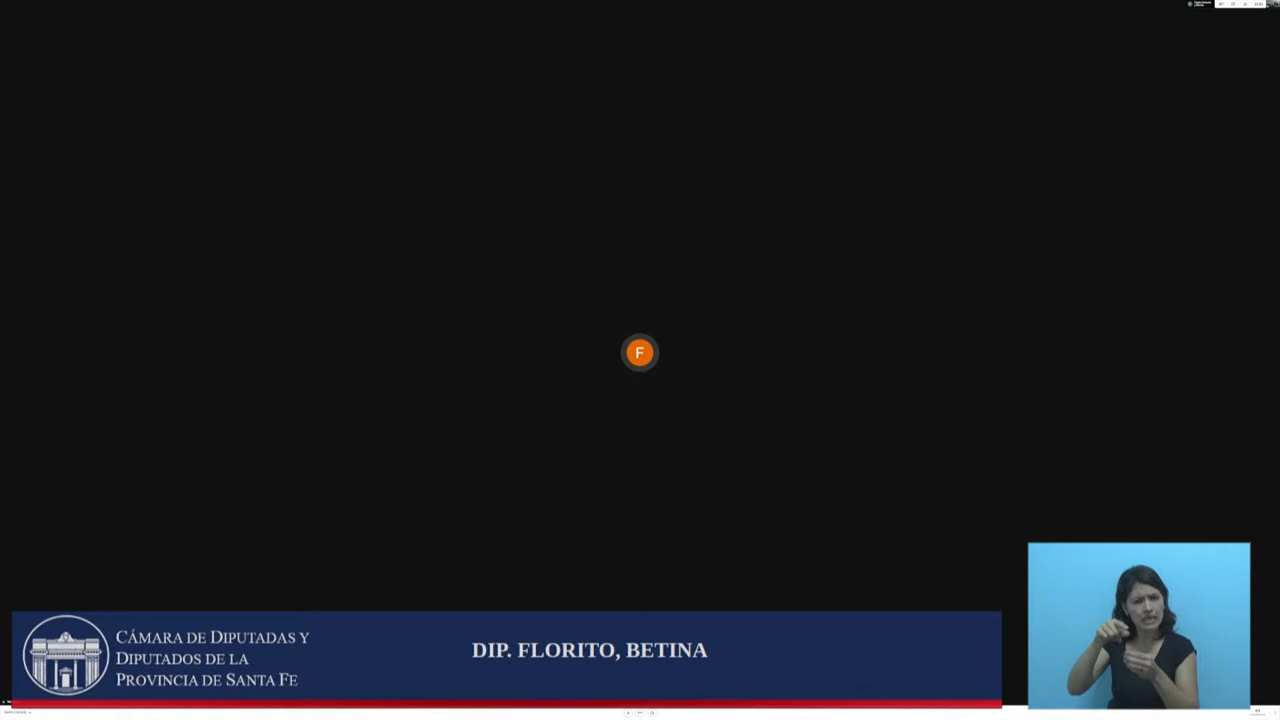 F
CÁMARA DE DIPUTADAS Y
DIPUTADOS DE LA
PROVINCIA DE SANTA FE
DIP. FLORITO, BETINA